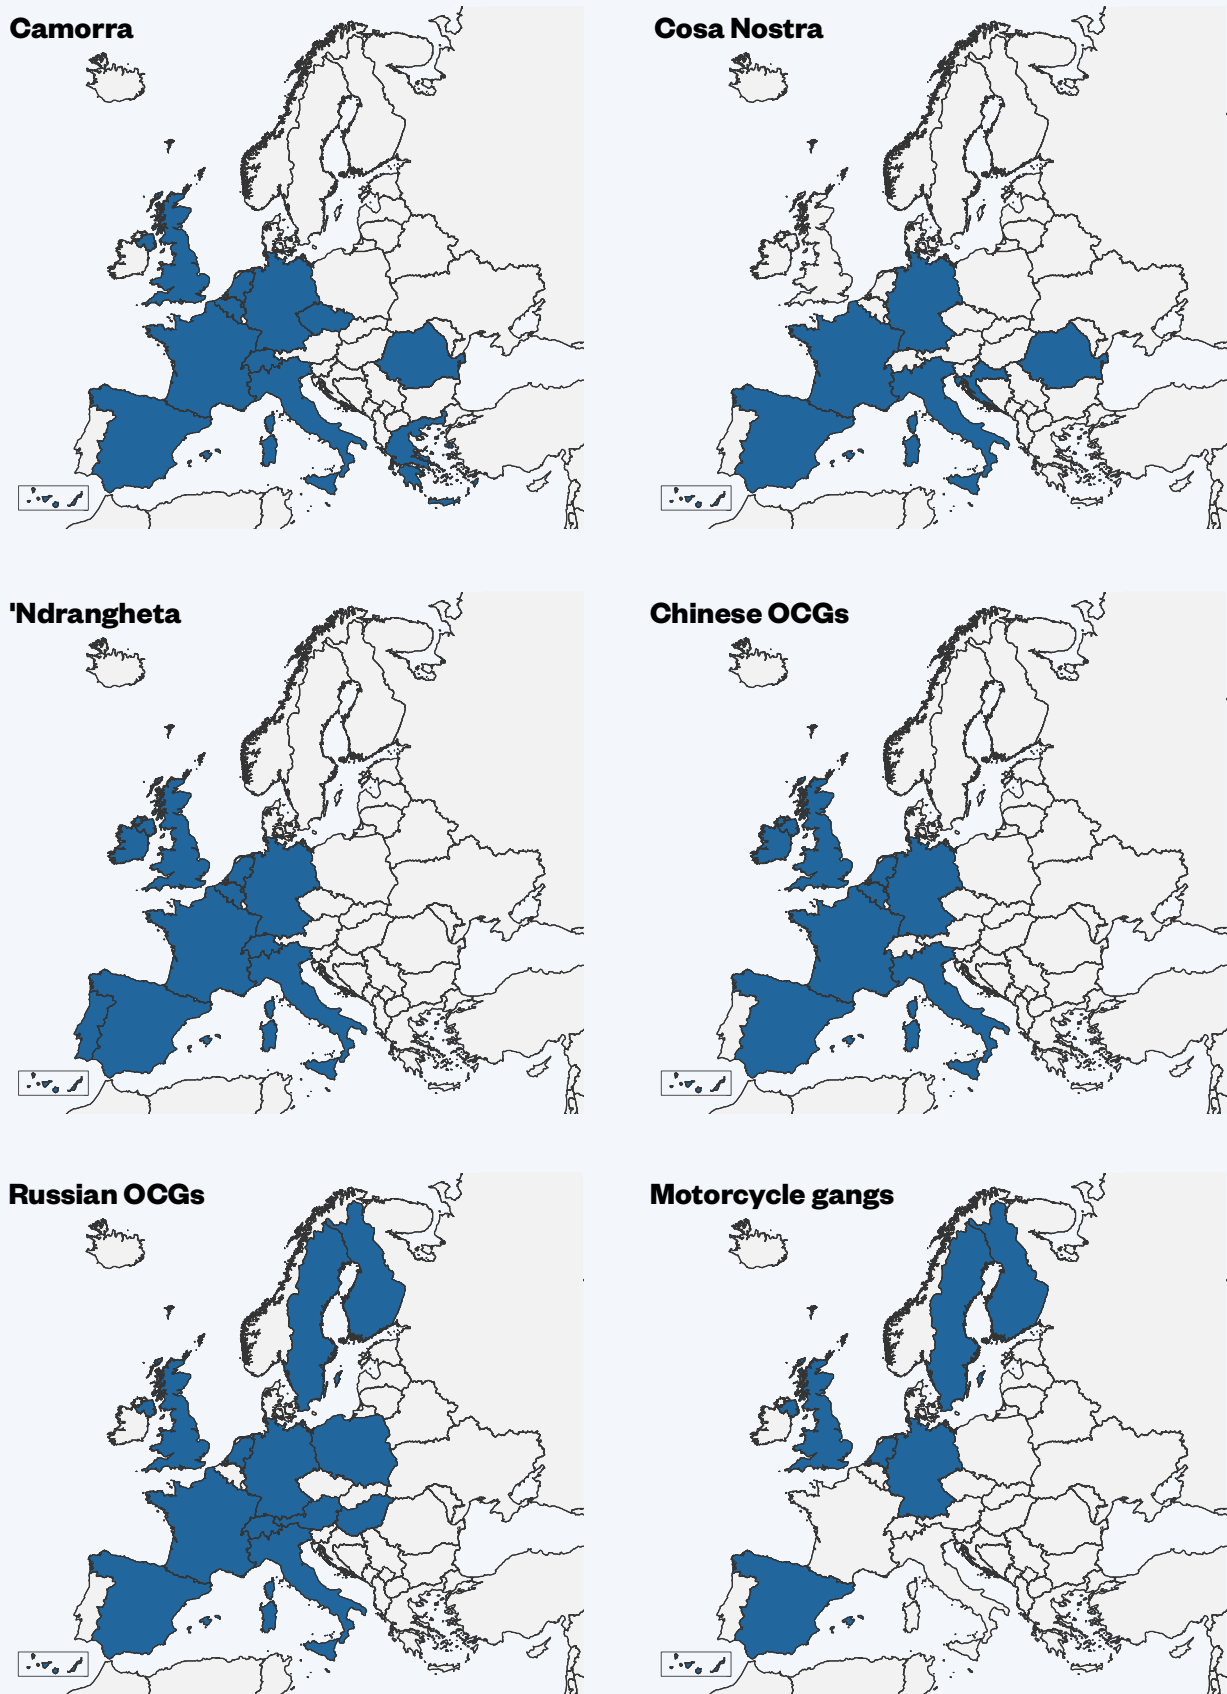 Camorra
Cosa Nostra
'Ndrangheta
Chinese OCGs
Russian OCGs
Motorcycle gangs